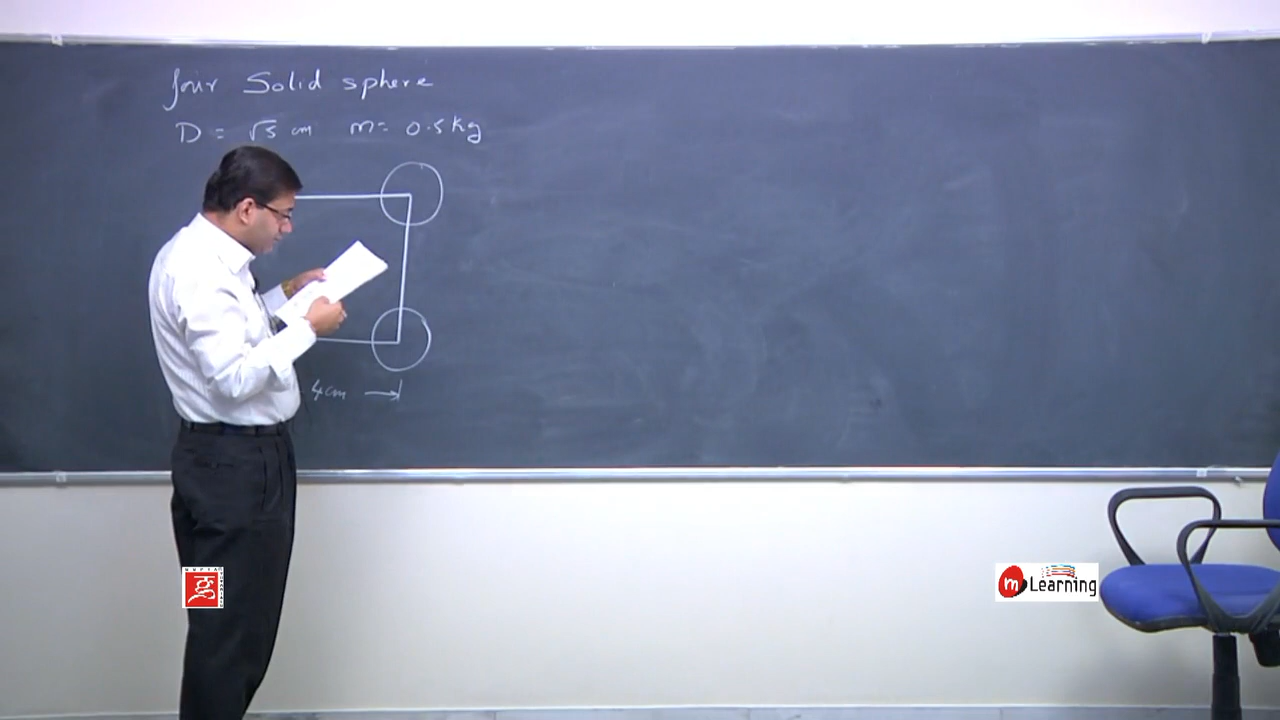 four Solid sphere
D = √5 cm m = 0.5 kg
4cm
ग
m Learning